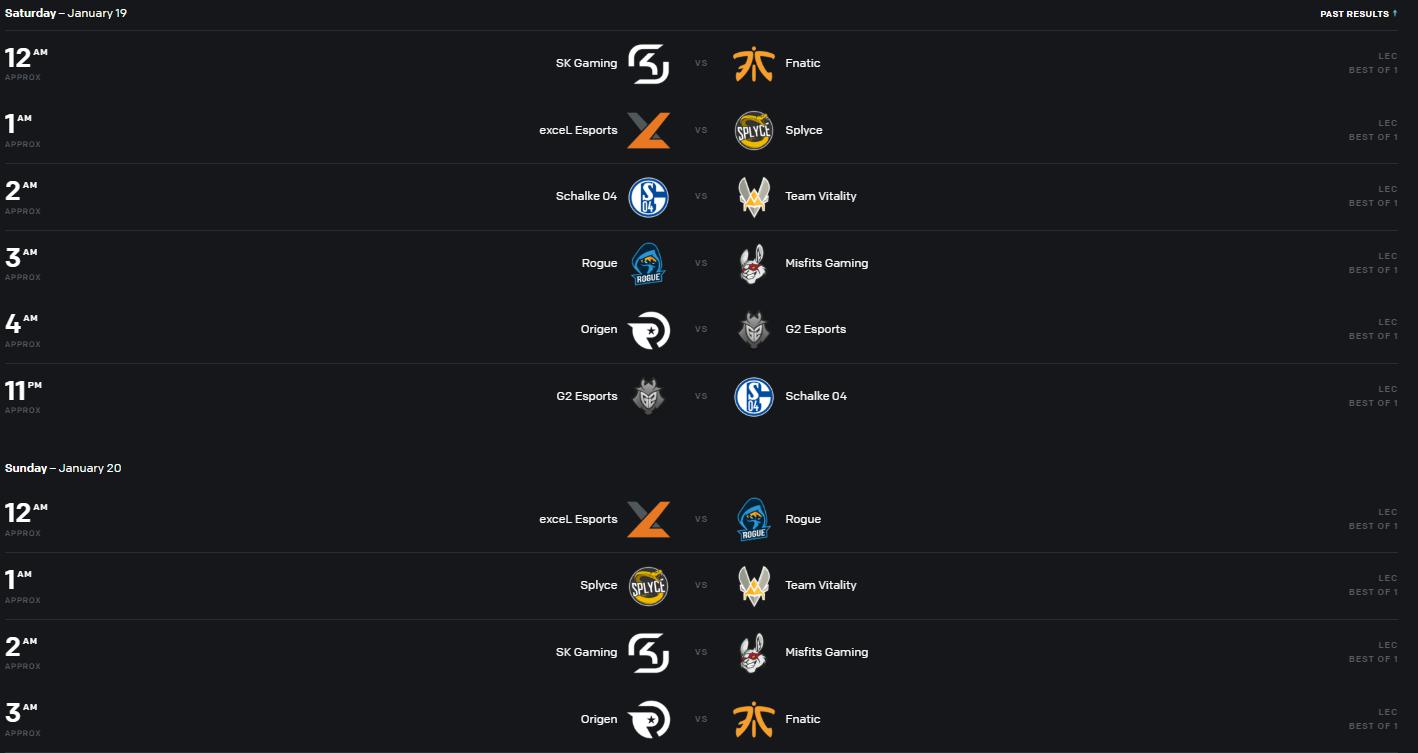 Saturday – January 19 PAST RESULTS ↑
12 AM
APPROX
SK Gaming VS Fnatic
LEC
BEST OF 1
1 AM
APPROX
exceL Esports VS SPLYCE Splyce
LEC
BEST OF 1
2 AM
APPROX
Schalke 04 S 04 VS Team Vitality
LEC
BEST OF 1
3 AM
APPROX
Rogue ROGUE VS Misfits Gaming
LEC
BEST OF 1
4 AM
APPROX
Origen VS G2 Esports
LEC
BEST OF 1
11 PM
APPROX
G2 Esports VS S 04 Schalke 04
LEC
BEST OF 1
Sunday – January 20
12 AM
APPROX
exceL Esports VS ROGUE Rogue
LEC
BEST OF 1
1 AM
APPROX
Splyce SPLYCE VS Team Vitality
LEC
BEST OF 1
2 AM
APPROX
SK Gaming VS Misfits Gaming
LEC
BEST OF 1
3 AM
APPROX
Origen VS Fnatic
LEC
BEST OF 1